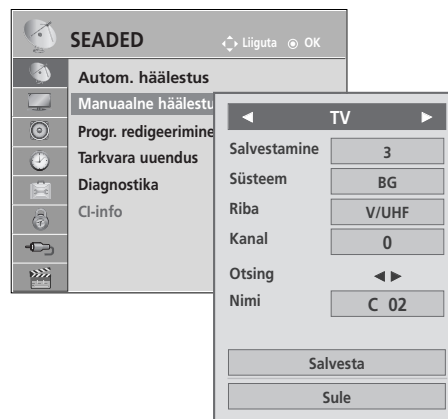 SEADED
Liiguta OK
Autom. häälestus
Manuaalne häälestu
Progr. redigeerimine
Tarkvara uuendus
Diagnostika
CI-info
TV
Salvestamine 3
Süsteem BG
Riba V/UHF
Kanal 0
Otsing
Nimi C 02
Salvesta
Sule